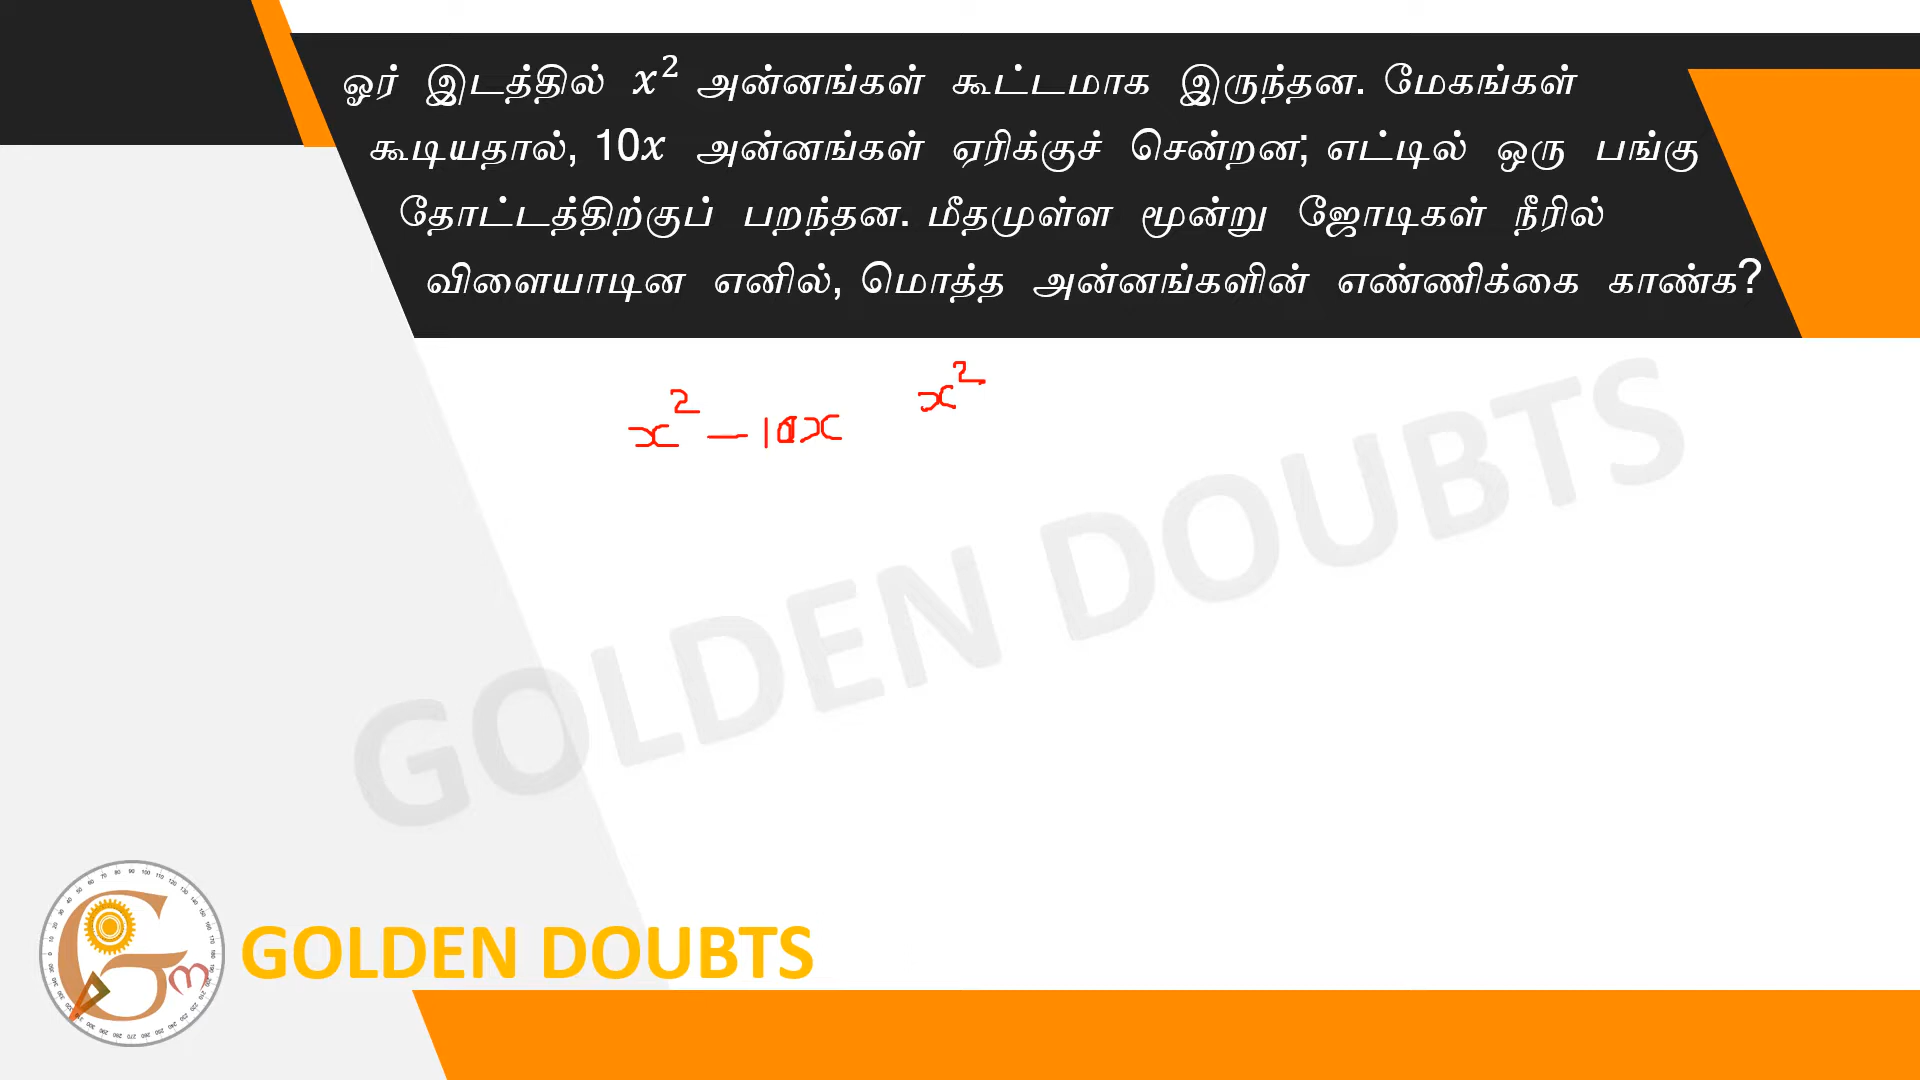 ஓர் இடத்தில் x² அன்னங்கள் கூட்டமாக இருந்தன. மேகங்கள்
கூடியதால், 10x அன்னங்கள் ஏரிக்குச் சென்றன; எட்டில் ஒரு பங்கு
தோட்டத்திற்குப் பறந்தன. மீதமுள்ள மூன்று ஜோடிகள் நீரில்
விளையாடின எனில், மொத்த அன்னங்களின் எண்ணிக்கை காண்க?
x² – 10x x²
GOLDEN DOUBTS
GOLDEN DOUBTS